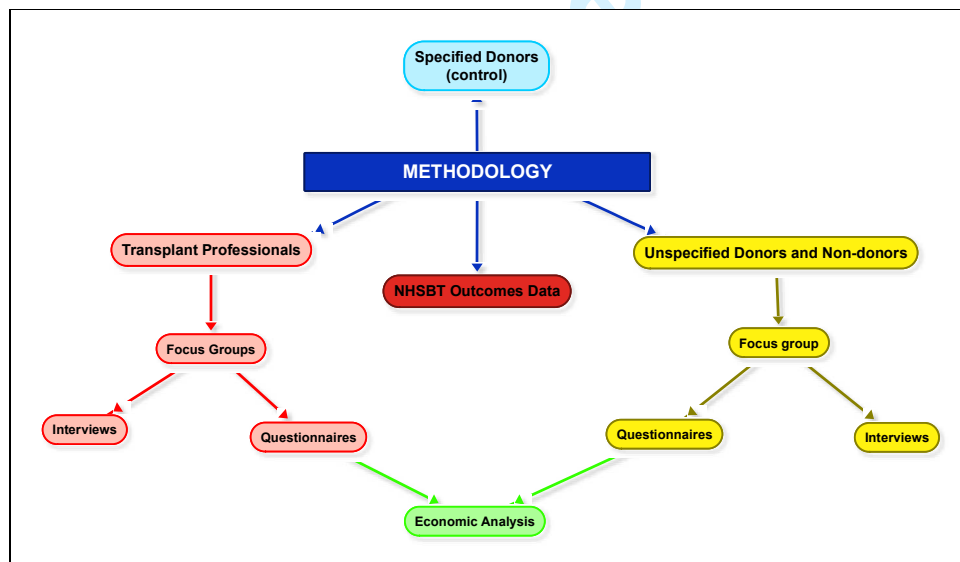 Specified Donors
(control)
METHODOLOGY
Transplant Professionals
Unspecified Donors and Non-donors
NHSBT Outcomes Data
Focus Groups
Focus group
Interviews
Questionnaires
Questionnaires
Interviews
Economic Analysis